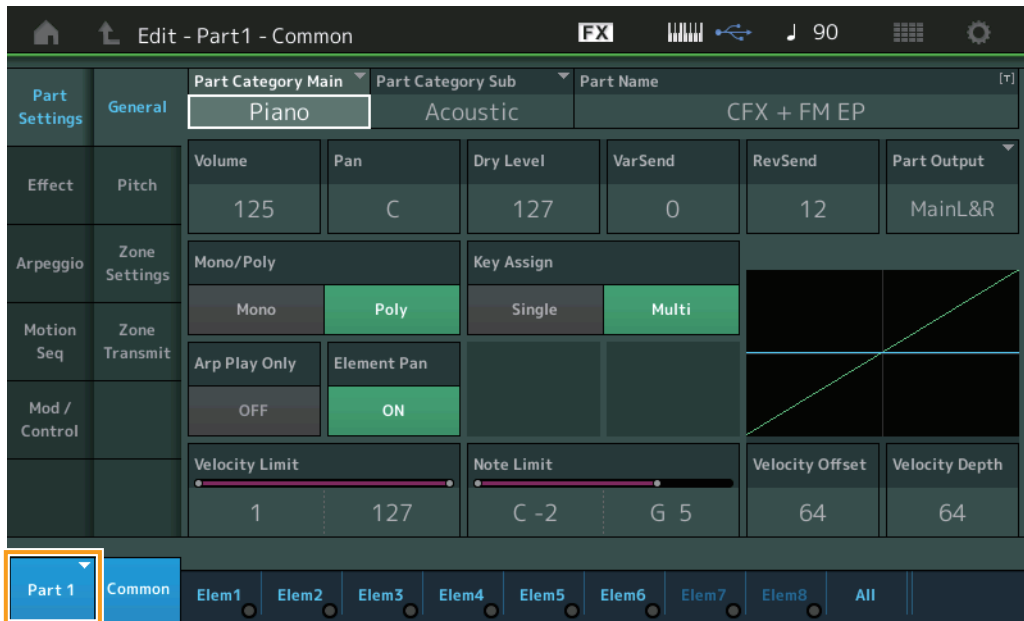 Edit - Part1 - Common
FX
♩ 90
Part Settings
Effect
Arpeggio
Motion Seq
Mod / Control
General
Pitch
Zone Settings
Zone Transmit
Part Category Main
Part Category Sub
Part Name
[T]
Piano
Acoustic
CFX + FM EP
Volume
Pan
Dry Level
VarSend
RevSend
Part Output
125
C
127
0
12
MainL&R
Mono/Poly
Key Assign
Mono
Poly
Single
Multi
Arp Play Only
Element Pan
OFF
ON
Velocity Limit
Note Limit
Velocity Offset
Velocity Depth
1
127
C -2
G 5
64
64
Part 1
Common
Elem1
Elem2
Elem3
Elem4
Elem5
Elem6
Elem7
Elem8
All